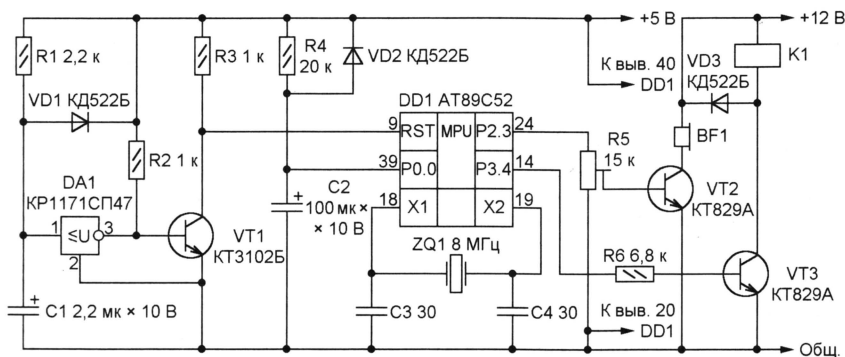 +5 В
+12 В
R1 2,2 к
R3 1 к
R4
20 к
VD2 КД522Б
К выв. 40
DD1
VD3
КД522Б
K1
VD1 КД522Б
DD1 AT89C52
9
RST
MPU
P2.3
24
R5
15 к
BF1
R2 1 к
39
P0.0
P3.4
14
DA1
КР1171СП47
1
≤U
3
2
VT1
КТ3102Б
+
C2
100 мк ×
× 10 В
18
X1
X2
19
VT2
КТ829А
ZQ1 8 МГц
R6 6,8 к
VT3
КТ829А
+
C1 2,2 мк × 10 В
C3 30
C4 30
К выв. 20
DD1
Общ.